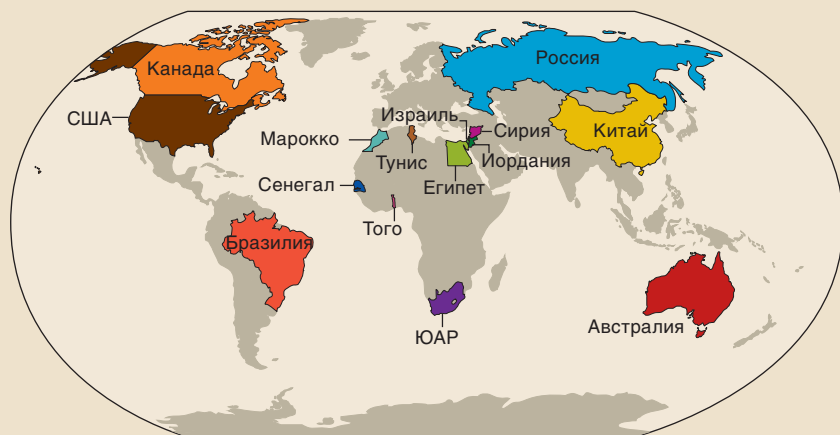 Россия
Канада
США
Израиль
Сирия
Китай
Марокко
Тунис
Иордания
Сенегал
Египет
Того
Бразилия
Австралия
ЮАР